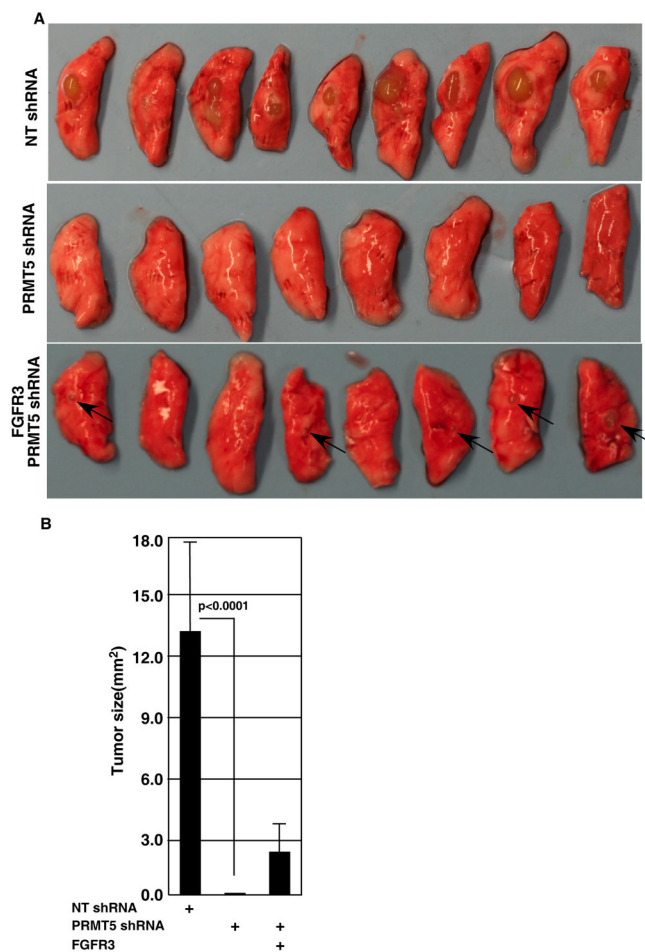 A
NT shRNA
PRMT5 shRNA
FGFR3
PRMT5 shRNA
B
Tumor size(mm²)
18.0
15.0
12.0
9.0
6.0
3.0
0.0
p<0.0001
NT shRNA +
PRMT5 shRNA + +
FGFR3 +